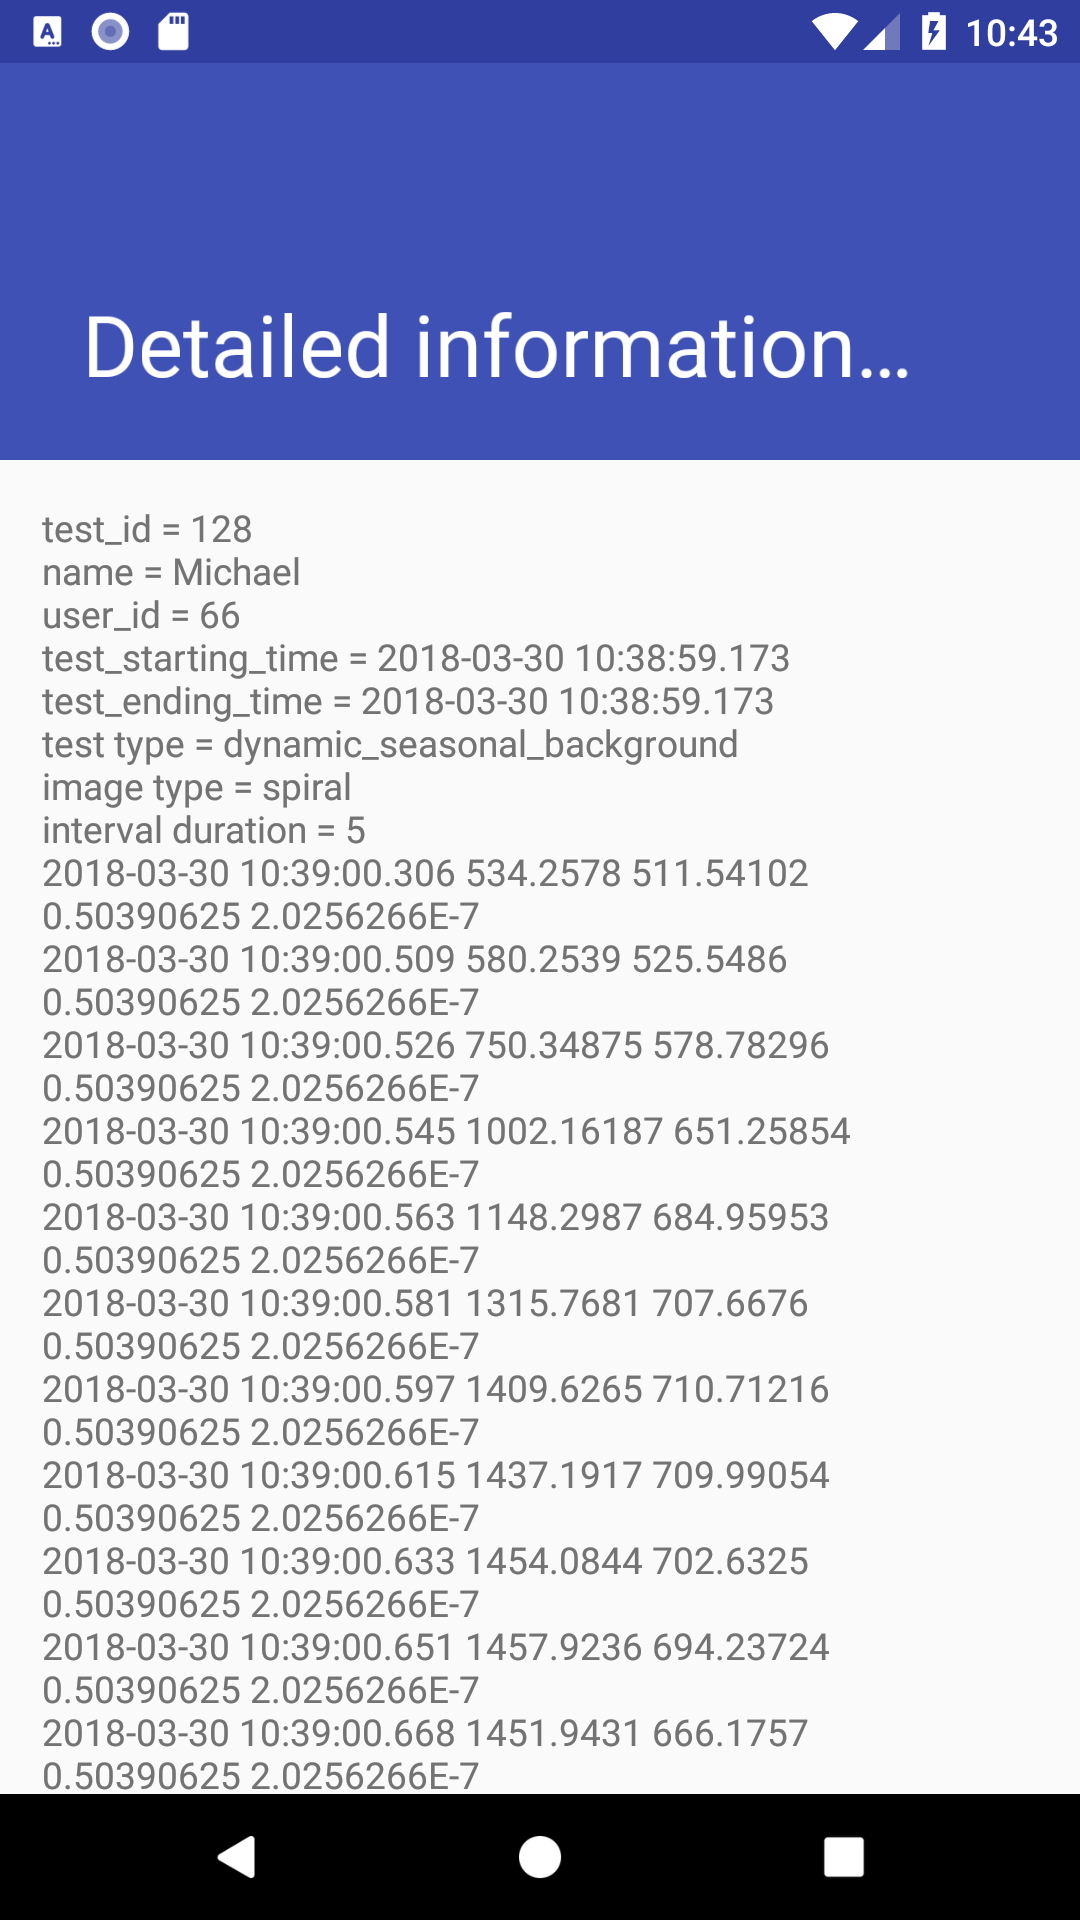 10:43
Detailed information…
test_id = 128
name = Michael
user_id = 66
test_starting_time = 2018-03-30 10:38:59.173
test_ending_time = 2018-03-30 10:38:59.173
test type = dynamic_seasonal_background
image type = spiral
interval duration = 5
2018-03-30 10:39:00.306 534.2578 511.54102
0.50390625 2.0256266E-7
2018-03-30 10:39:00.509 580.2539 525.5486
0.50390625 2.0256266E-7
2018-03-30 10:39:00.526 750.34875 578.78296
0.50390625 2.0256266E-7
2018-03-30 10:39:00.545 1002.16187 651.25854
0.50390625 2.0256266E-7
2018-03-30 10:39:00.563 1148.2987 684.95953
0.50390625 2.0256266E-7
2018-03-30 10:39:00.581 1315.7681 707.6676
0.50390625 2.0256266E-7
2018-03-30 10:39:00.597 1409.6265 710.71216
0.50390625 2.0256266E-7
2018-03-30 10:39:00.615 1437.1917 709.99054
0.50390625 2.0256266E-7
2018-03-30 10:39:00.633 1454.0844 702.6325
0.50390625 2.0256266E-7
2018-03-30 10:39:00.651 1457.9236 694.23724
0.50390625 2.0256266E-7
2018-03-30 10:39:00.668 1451.9431 666.1757
0.50390625 2.0256266E-7